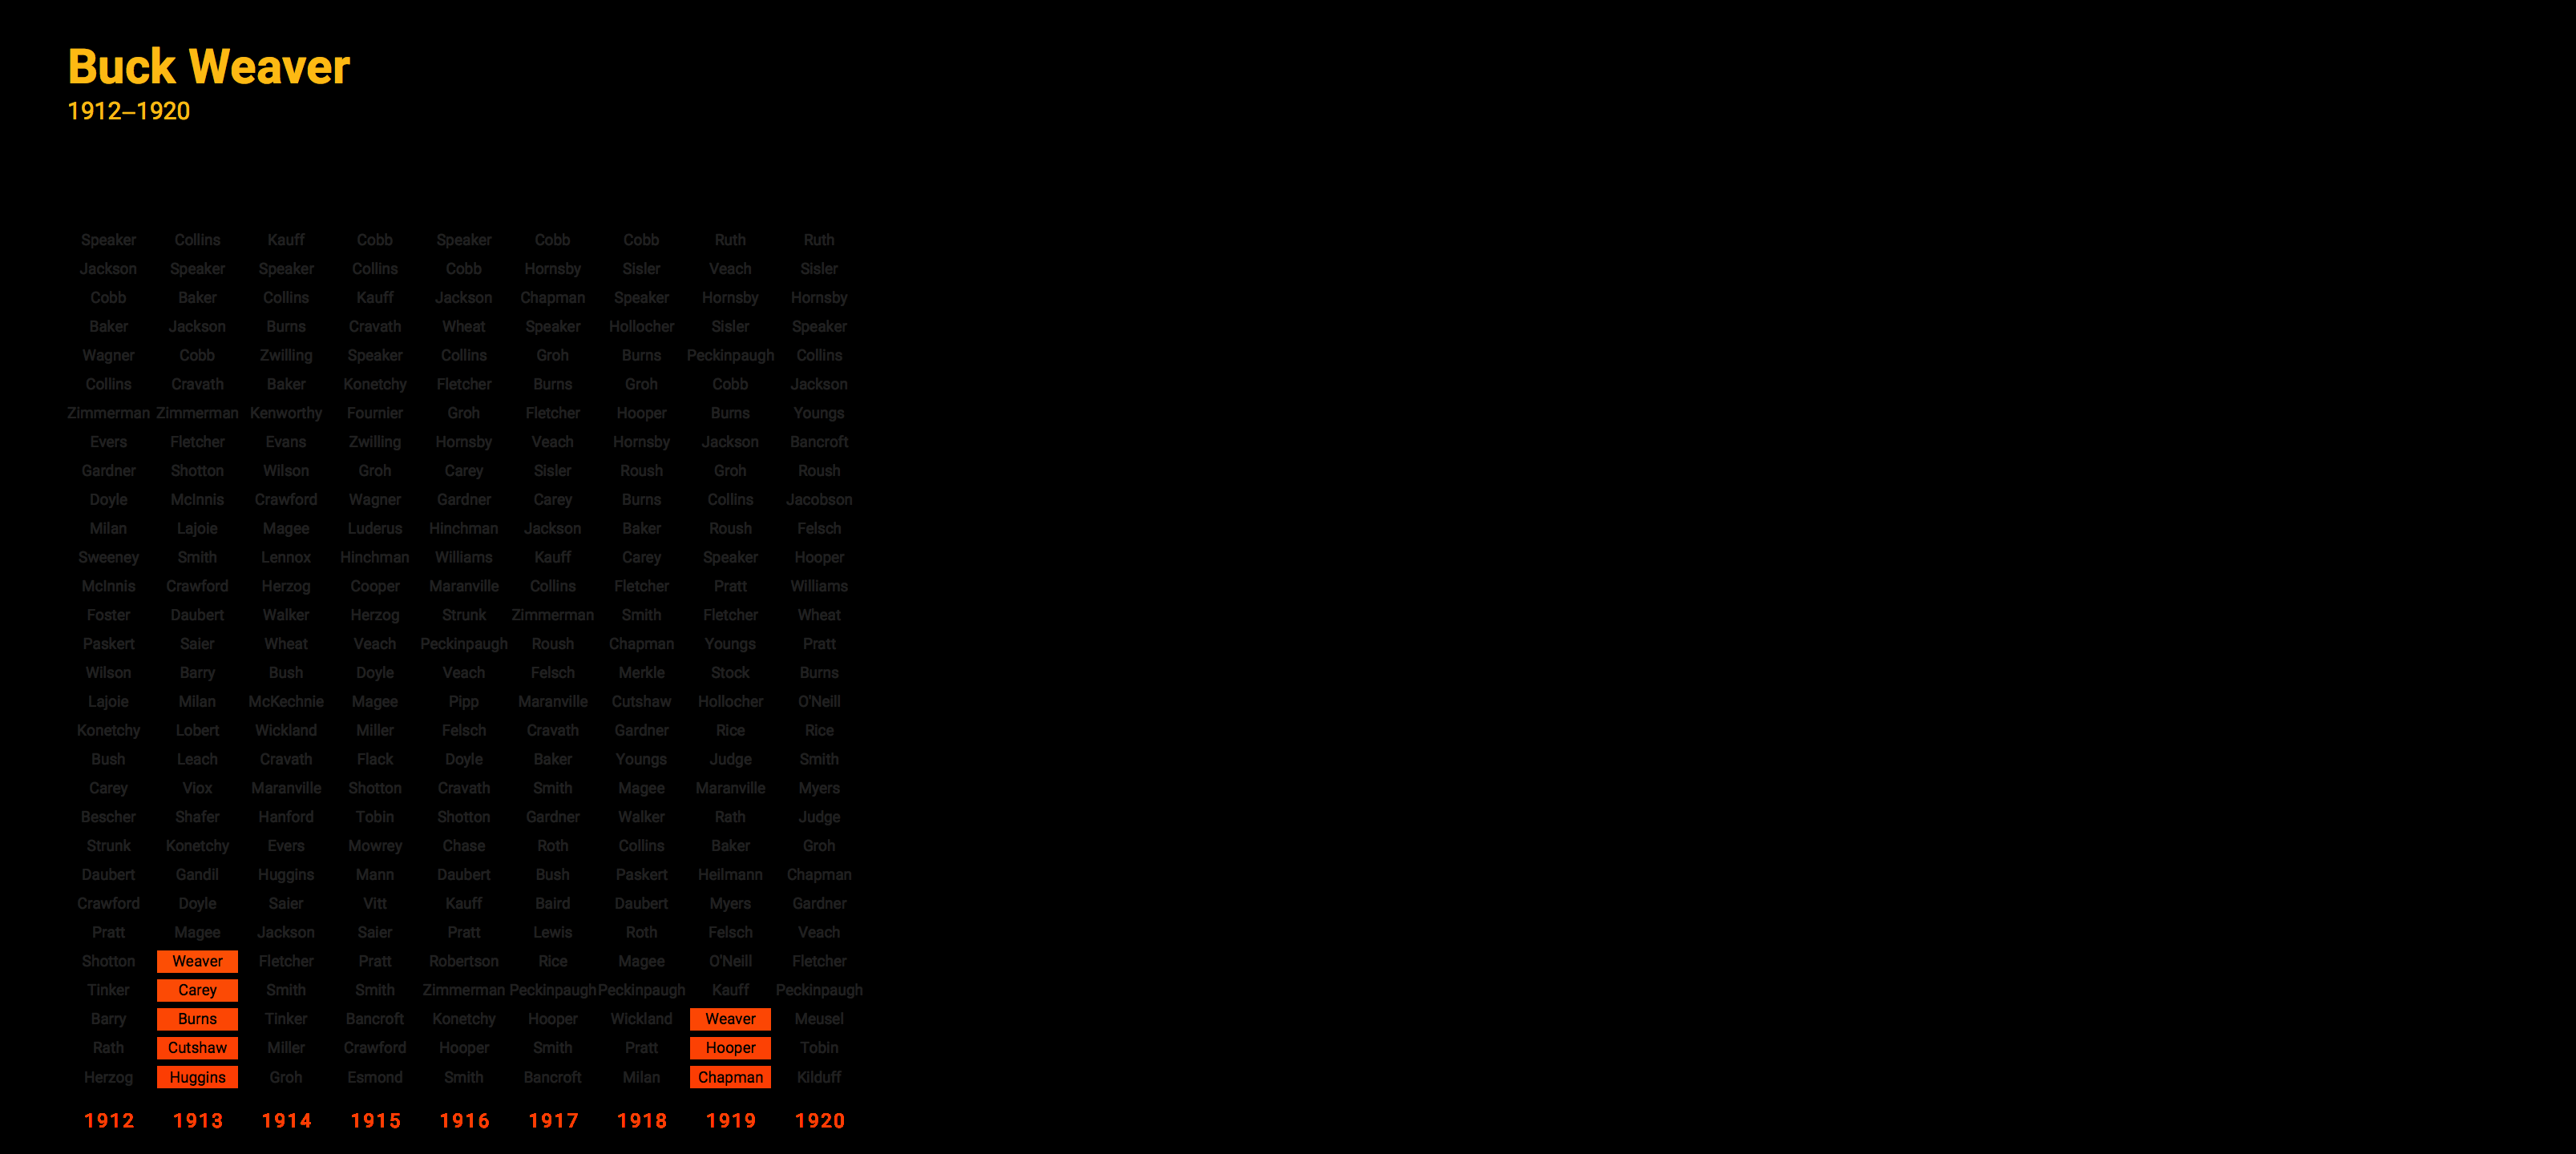 Buck Weaver
1912–1920
Speaker Collins Kauff Cobb Speaker Cobb Cobb Ruth Ruth
Jackson Speaker Speaker Collins Cobb Hornsby Sisler Veach Sisler
Cobb Baker Collins Kauff Jackson Chapman Speaker Hornsby Hornsby
Baker Jackson Burns Cravath Wheat Speaker Hollocher Sisler Speaker
Wagner Cobb Zwilling Speaker Collins Groh Burns Peckinpaugh Collins
Collins Cravath Baker Konetchy Fletcher Burns Groh Cobb Jackson
Zimmerman Zimmerman Kenworthy Fournier Groh Fletcher Hooper Burns Youngs
Evers Fletcher Evans Zwilling Hornsby Veach Hornsby Jackson Bancroft
Gardner Shotton Wilson Groh Carey Sisler Roush Groh Roush
Doyle McInnis Crawford Wagner Gardner Carey Burns Collins Jacobson
Milan Lajoie Magee Luderus Hinchman Jackson Baker Roush Felsch
Sweeney Smith Lennox Hinchman Williams Kauff Carey Speaker Hooper
McInnis Crawford Herzog Cooper Maranville Collins Fletcher Pratt Williams
Foster Daubert Walker Herzog Strunk Zimmerman Smith Fletcher Wheat
Paskert Saier Wheat Veach Peckinpaugh Roush Chapman Youngs Pratt
Wilson Barry Bush Doyle Veach Felsch Merkle Stock Burns
Lajoie Milan McKechnie Magee Pipp Maranville Cutshaw Hollocher O'Neill
Konetchy Lobert Wickland Miller Felsch Cravath Gardner Rice Rice
Bush Leach Cravath Flack Doyle Baker Youngs Judge Smith
Carey Viox Maranville Shotton Cravath Smith Magee Maranville Myers
Bescher Shafer Hanford Tobin Shotton Gardner Walker Rath Judge
Strunk Konetchy Evers Mowrey Chase Roth Collins Baker Groh
Daubert Gandil Huggins Mann Daubert Bush Paskert Heilmann Chapman
Crawford Doyle Saier Vitt Kauff Baird Daubert Myers Gardner
Pratt Magee Jackson Saier Pratt Lewis Roth Felsch Veach
Shotton Weaver Fletcher Pratt Robertson Rice Magee O'Neill Fletcher
Tinker Carey Smith Smith Zimmerman Peckinpaugh Peckinpaugh Kauff Peckinpaugh
Barry Burns Tinker Bancroft Konetchy Hooper Wickland Weaver Meusel
Rath Cutshaw Miller Crawford Hooper Smith Pratt Hooper Tobin
Herzog Huggins Groh Esmond Smith Bancroft Milan Chapman Kilduff
1912 1913 1914 1915 1916 1917 1918 1919 1920